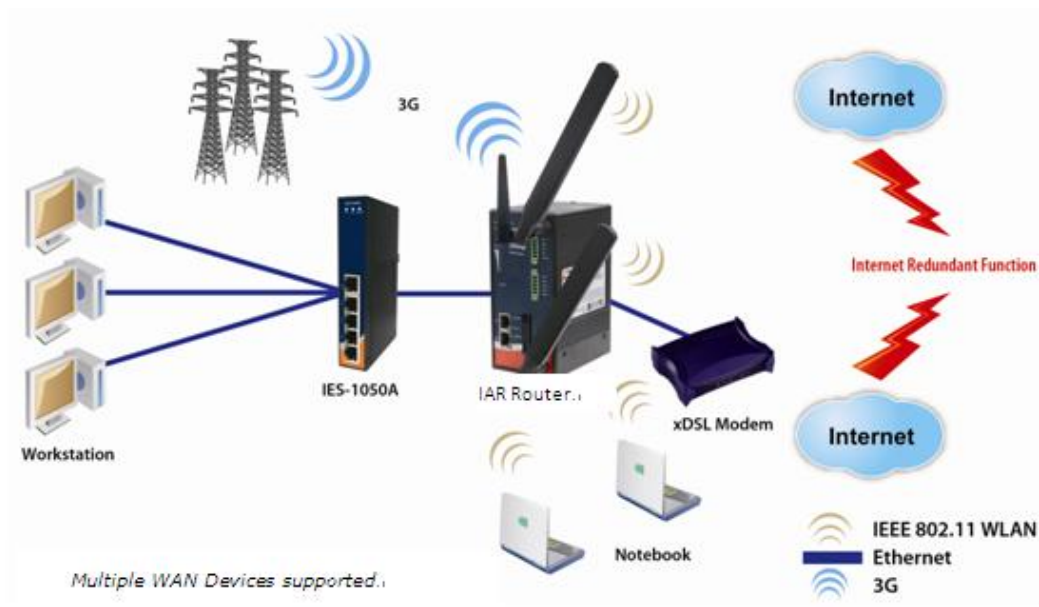 3G
Internet
Internet Redundant Function
IES-1050A
IAR Router.
xDSL Modem
Internet
Workstation
Notebook
IEEE 802.11 WLAN
Ethernet
3G
Multiple WAN Devices supported.